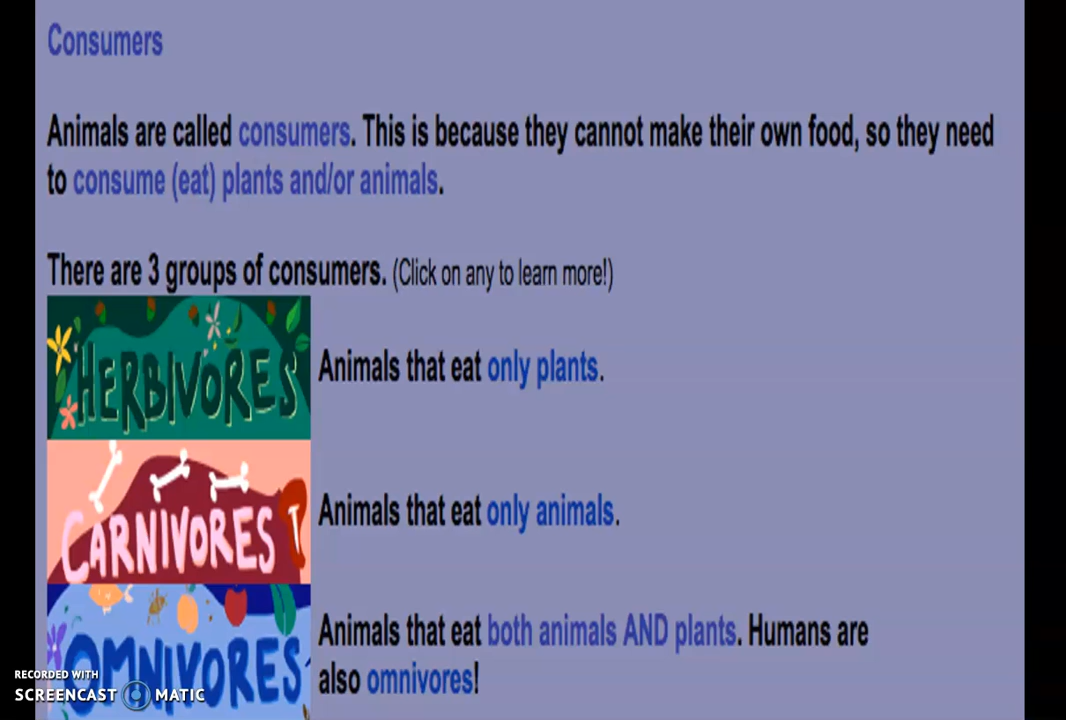 Consumers
Animals are called consumers. This is because they cannot make their own food, so they need
to consume (eat) plants and/or animals.
There are 3 groups of consumers. (Click on any to learn more!)
HERBIVORES
Animals that eat only plants.
CARNIVORES
Animals that eat only animals.
OMNIVORES
Animals that eat both animals AND plants. Humans are
also omnivores!
RECORDED WITH
SCREENCAST MATIC